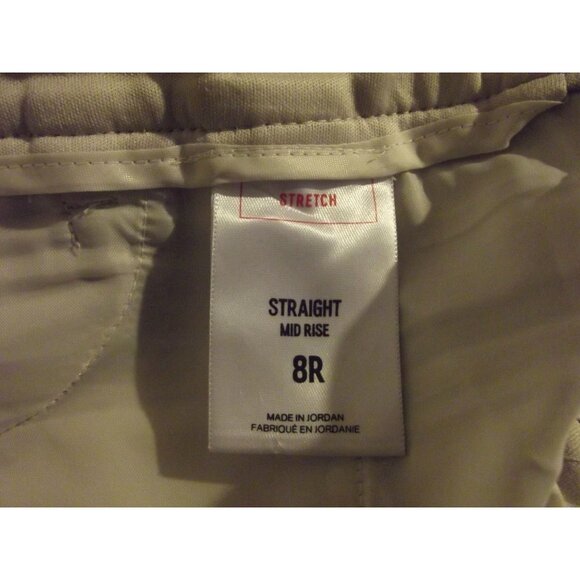 STRETCH
STRAIGHT
MID RISE
8R
MADE IN JORDAN
FABRIQUÉ EN JORDANIE